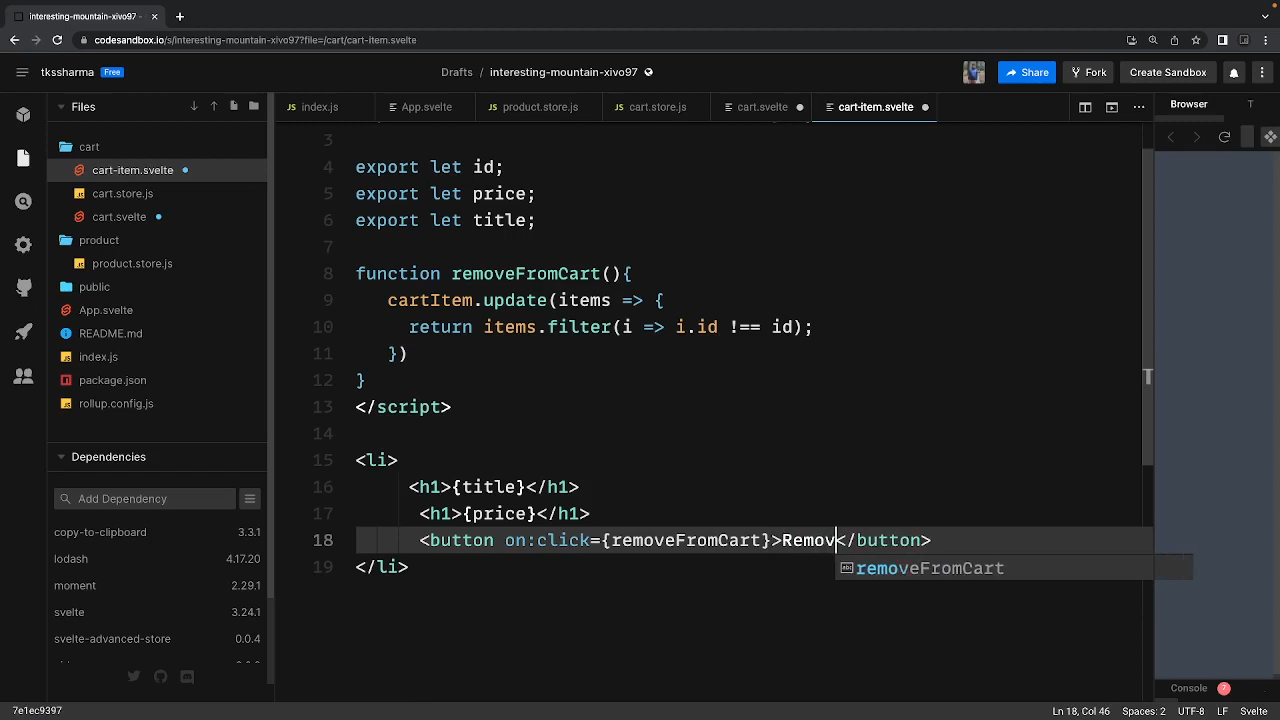 interesting-mountain-xivo97 -
codesandbox.io/s/interesting-mountain-xivo97?file=/cart/cart-item.svelte
tkssharma Free
Drafts / interesting-mountain-xivo97
Share Fork Create Sandbox
Files
index.js App.svelte product.store.js cart.store.js cart.svelte cart-item.svelte
Browser T
cart
cart-item.svelte
cart.store.js
cart.svelte
product
product.store.js
public
App.svelte
README.md
index.js
package.json
rollup.config.js
Dependencies
Add Dependency
copy-to-clipboard 3.3.1
lodash 4.17.20
moment 2.29.1
svelte 3.24.1
svelte-advanced-store 0.0.4
3
4 export let id;
5 export let price;
6 export let title;
7
8 function removeFromCart(){
9 cartItem.update(items => {
10 return items.filter(i => i.id !== id);
11 })
12 }
13 </script>
14
15 <li>
16 <h1>{title}</h1>
17 <h1>{price}</h1>
18 <button on:click={removeFromCart}>Remov</button>
abc removeFromCart
19 </li>
T
Console 7
7e1ec9397
Ln 18, Col 46 Spaces: 2 UTF-8 LF Svelte